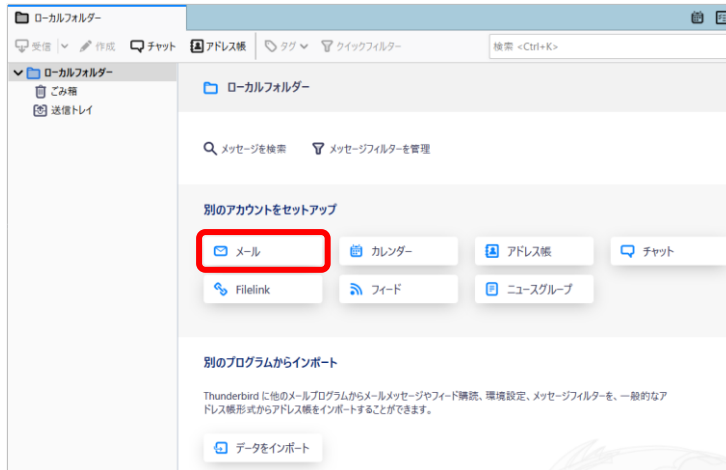 ローカルフォルダー
受信 作成 チャット アドレス帳 タグ クイックフィルター 検索 <Ctrl+K>
ローカルフォルダー
ごみ箱
送信トレイ
ローカルフォルダー
メッセージを検索 メッセージフィルターを管理
別のアカウントをセットアップ
メール カレンダー アドレス帳 チャット
Filelink フィード ニュースグループ
別のプログラムからインポート
Thunderbird に他のメールプログラムからメールメッセージやフィード購読、環境設定、メッセージフィルターを、一般的なア
ドレス帳形式からアドレス帳をインポートすることができます。
データをインポート